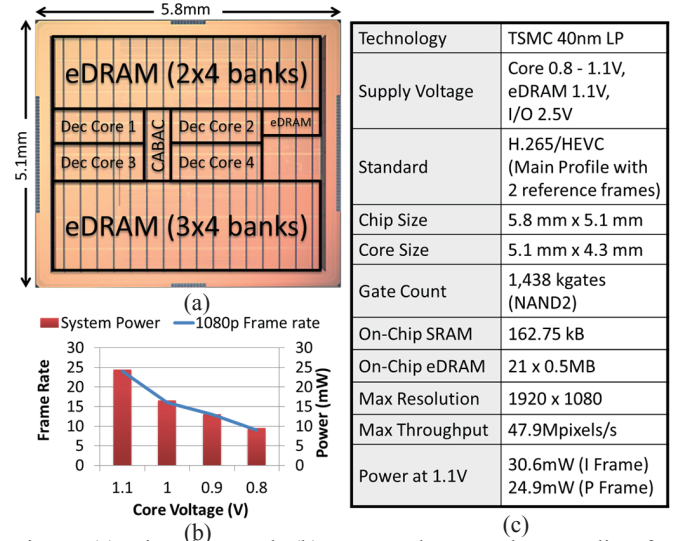 5.8mm
5.1mm
eDRAM (2x4 banks)
Dec Core 1
CABAC
Dec Core 2
eDRAM
Dec Core 3
Dec Core 4
eDRAM (3x4 banks)
(a)
System Power
1080p Frame rate
Frame Rate
30
25
20
15
10
5
0
30
25
20
15
10
5
0
Power (mW)
1.1
1
0.9
0.8
Core Voltage (V)
(b)
Technology
TSMC 40nm LP
Supply Voltage
Core 0.8 - 1.1V,
eDRAM 1.1V,
I/O 2.5V
Standard
H.265/HEVC
(Main Profile with
2 reference frames)
Chip Size
5.8 mm x 5.1 mm
Core Size
5.1 mm x 4.3 mm
Gate Count
1,438 kgates
(NAND2)
On-Chip SRAM
162.75 kB
On-Chip eDRAM
21 x 0.5MB
Max Resolution
1920 x 1080
Max Throughput
47.9Mpixels/s
Power at 1.1V
30.6mW (I Frame)
24.9mW (P Frame)
(c)